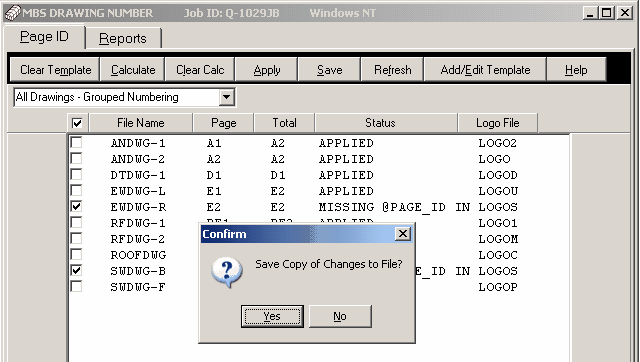 MBS DRAWING NUMBER Job ID: Q-1029JB Windows NT
Page ID Reports
Clear Template Calculate Clear Calc Apply Save Refresh Add/Edit Template Help
All Drawings - Grouped Numbering
File Name Page Total Status Logo File
ANDWG-1 A1 A2 APPLIED LOGO2
ANDWG-2 A2 A2 APPLIED LOGO
DTDWG-1 D1 D1 APPLIED LOGOD
EWDWG-L E1 E2 APPLIED LOGOU
EWDWG-R E2 E2 MISSING @PAGE_ID IN LOGOS
RFDWG-1 LOGO1
RFDWG-2 LOGOM
ROOFDWG LOGOC
SWDWG-B E_ID IN LOGOS
SWDWG-F LOGOP
Confirm
Save Copy of Changes to File?
Yes No